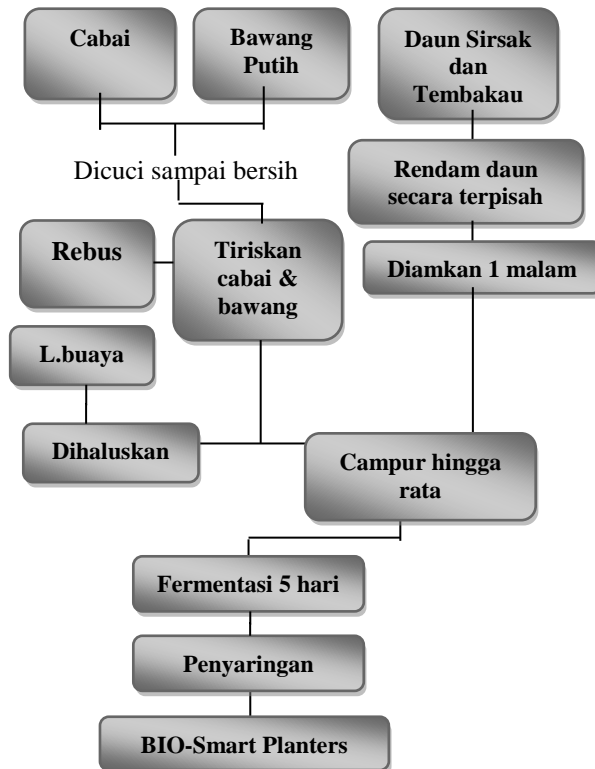 Cabai
Bawang
Putih
Daun Sirsak
dan
Tembakau
Dicuci sampai bersih
Rendam daun
secara terpisah
Rebus
Tiriskan
cabai &
bawang
Diamkan 1 malam
L.buaya
Dihaluskan
Campur hingga
rata
Fermentasi 5 hari
Penyaringan
BIO-Smart Planters